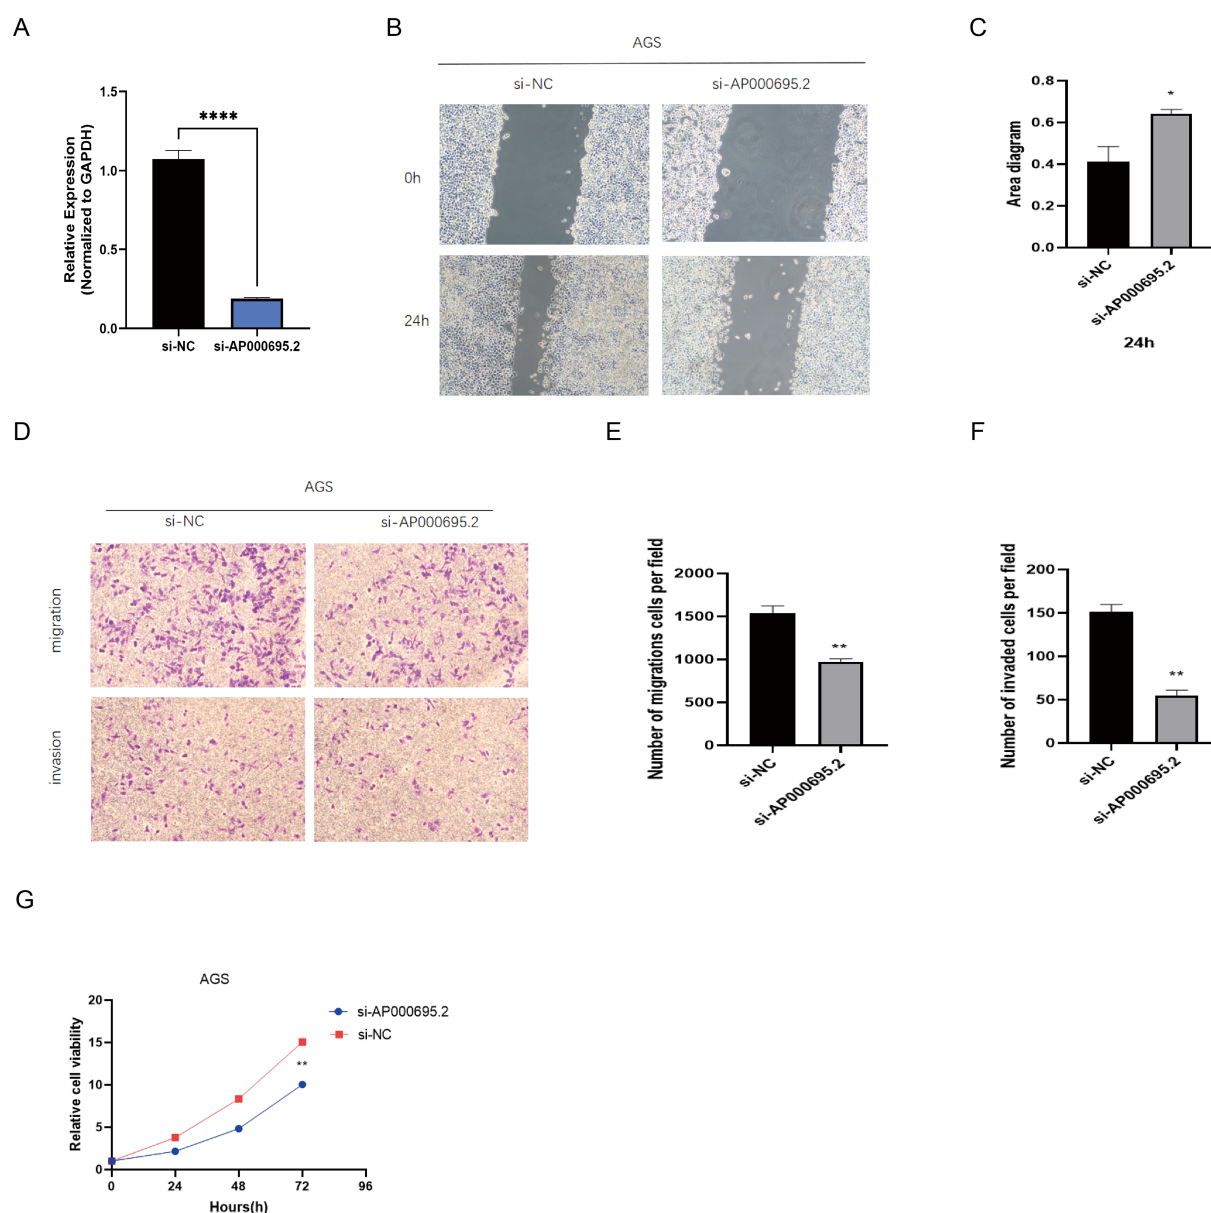 A
1.5
1.0
0.5
0.0
Relative Expression
(Normalized to GAPDH)
****
si-NC
si-AP000695.2
B
AGS
si-NC
si-AP000695.2
0h
24h
C
0.8
0.6
0.4
0.2
0.0
Area diagram
*
si-NC
si-AP000695.2
24h
D
AGS
si-NC
si-AP000695.2
migration
invasion
E
2000
1500
1000
500
0
Number of migrations cells per field
**
si-NC
si-AP000695.2
F
200
150
100
50
0
Number of invaded cells per field
**
si-NC
si-AP000695.2
G
AGS
20
15
10
5
0
Relative cell viability
**
0 24 48 72 96
Hours(h)
si-AP000695.2
si-NC